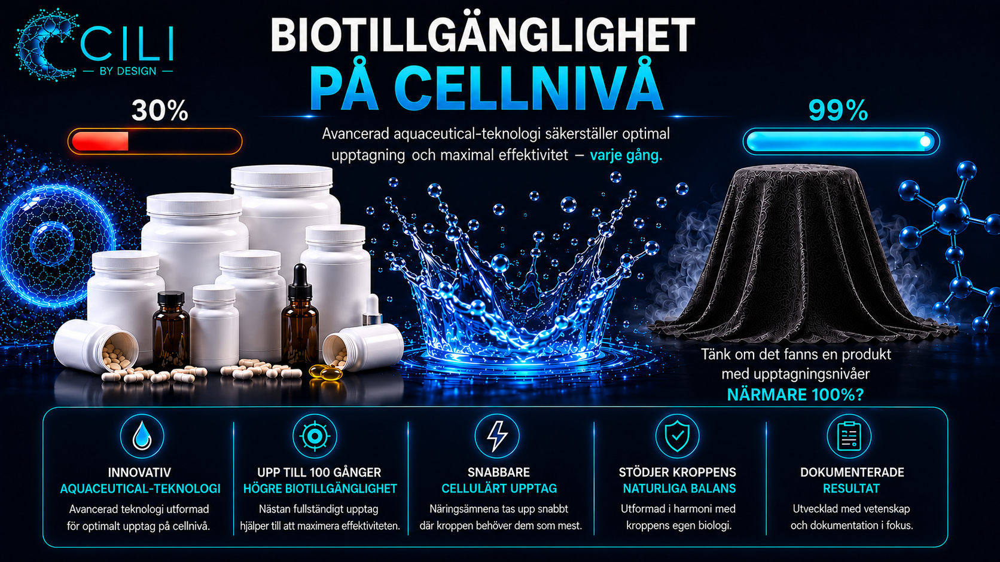 CILI
BY DESIGN
BIOTILLGÄNGLIGHET
PÅ CELLNIVÅ
30%
99%
Avancerad aquaceutical-teknologi säkerställer optimal
upptagning och maximal effektivitet – varje gång.
Tänk om det fanns en produkt
med upptagningsnivåer
NÄRMARE 100%?
INNOVATIV
AQUACEUTICAL-TEKNOLOGI
Avancerad teknologi utformad
för optimalt upptag på cellnivå.
UPP TILL 100 GÅNGER
HÖGRE BIOTILLGÄNGLIGHET
Nästan fullständigt upptag
hjälper till att maximera effektiviteten.
SNABBARE
CELLULÄRT UPPTAG
Näringsämnena tas upp snabbt
där kroppen behöver dem som mest.
STÖDJER KROPPENS
NATURLIGA BALANS
Utformad i harmoni med
kroppens egen biologi.
DOKUMENTERADE
RESULTAT
Utvecklad med vetenskap
och dokumentation i fokus.